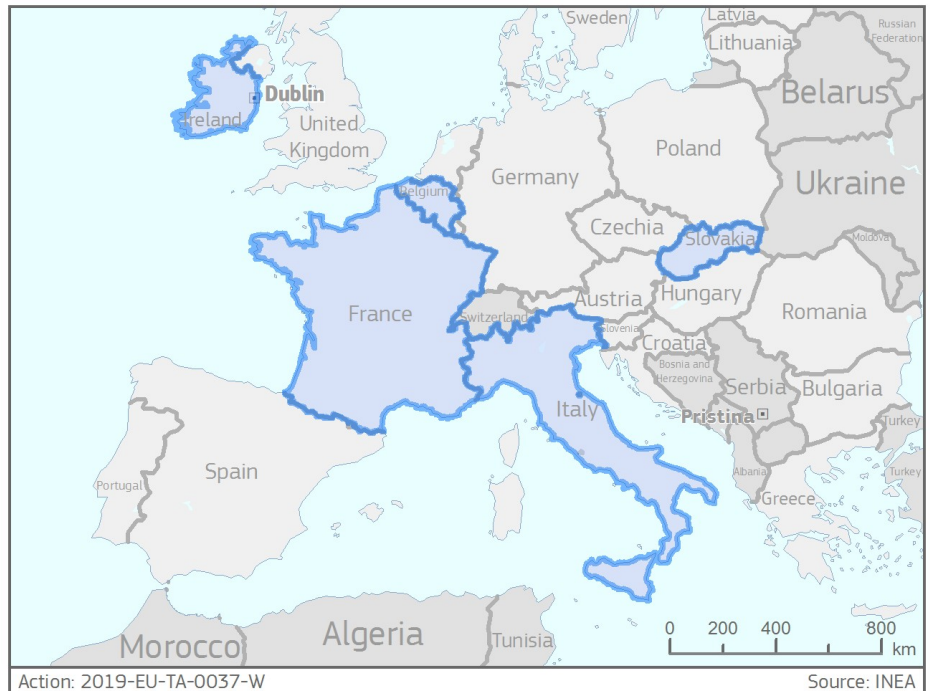 Sweden
Latvia
Russian
Federation
Lithuania
Belarus
Dublin
Ireland
United
Kingdom
Poland
Germany
Ukraine
Belgium
Czechia
Slovakia
Moldova
France
Switzerland
Austria
Hungary
Romania
Slovenia
Croatia
Bosnia and
Herzegovina
Serbia
Bulgaria
Italy
Pristina
Turkey
Spain
Portugal
Albania
Turkey
Greece
Morocco
Algeria
Tunisia
0 200 400 800
km
Action: 2019-EU-TA-0037-W
Source: INEA